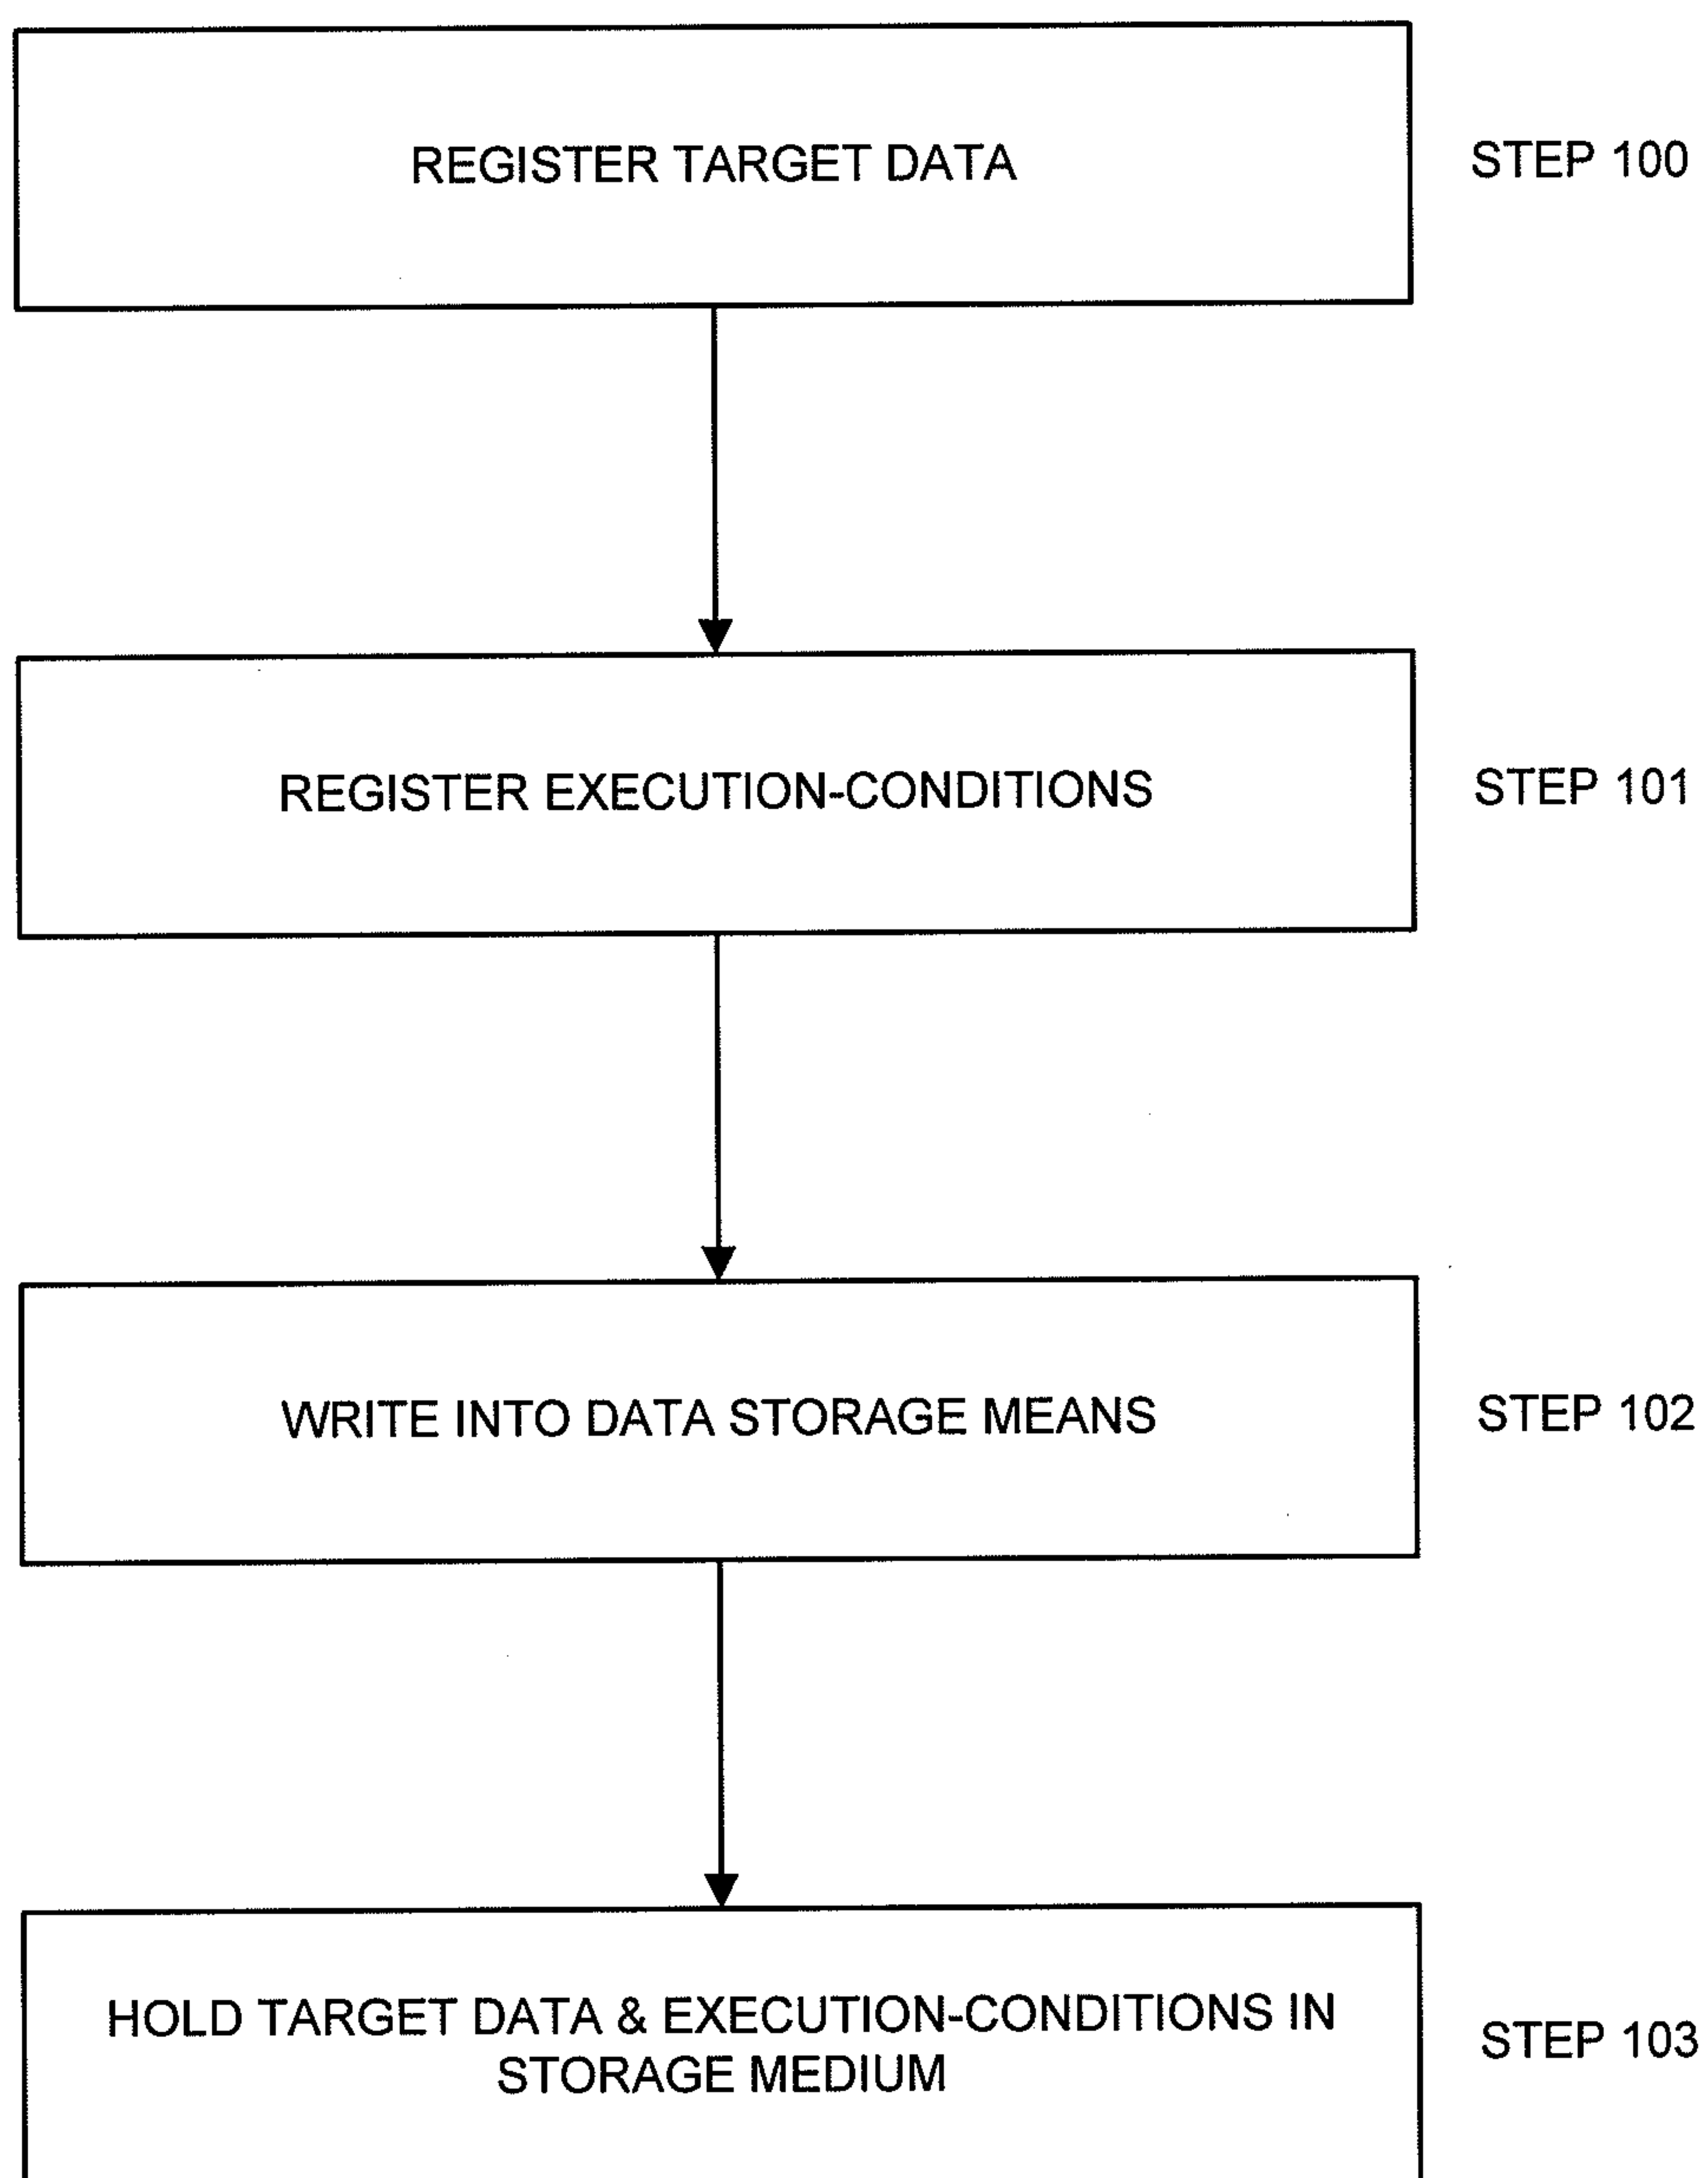 REGISTER TARGET DATA
STEP 100
REGISTER EXECUTION-CONDITIONS
STEP 101
WRITE INTO DATA STORAGE MEANS
STEP 102
HOLD TARGET DATA & EXECUTION-CONDITIONS IN
STORAGE MEDIUM
STEP 103